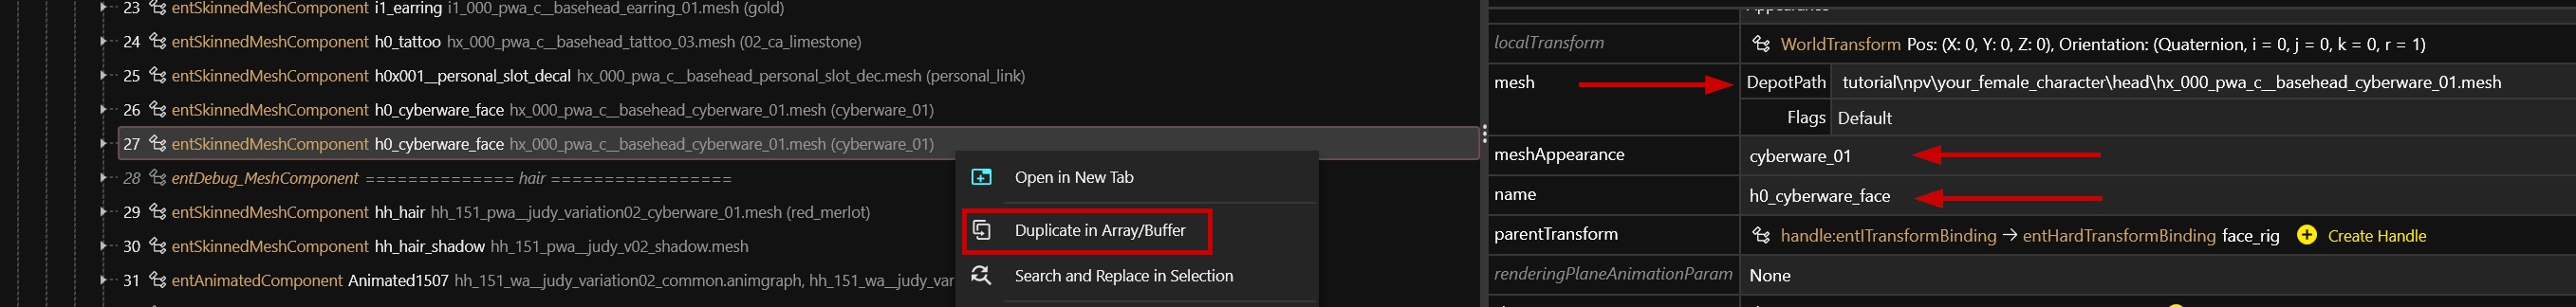 23 entSkinnedMeshComponent i1_earring i1_000_pwa_c__basehead_earring_01.mesh (gold)
24 entSkinnedMeshComponent h0_tattoo hx_000_pwa_c__basehead_tattoo_03.mesh (02_ca_limestone)
25 entSkinnedMeshComponent h0x001__personal_slot_decal hx_000_pwa_c__basehead_personal_slot_dec.mesh (personal_link)
26 entSkinnedMeshComponent h0_cyberware_face hx_000_pwa_c__basehead_cyberware_01.mesh (cyberware_01)
27 entSkinnedMeshComponent h0_cyberware_face hx_000_pwa_c__basehead_cyberware_01.mesh (cyberware_01)
28 entDebug_MeshComponent ============== hair =================
29 entSkinnedMeshComponent hh_hair hh_151_pwa__judy_variation02_cyberware_01.mesh (red_merlot)
30 entSkinnedMeshComponent hh_hair_shadow hh_151_pwa__judy_v02_shadow.mesh
31 entAnimatedComponent Animated1507 hh_151_wa__judy_variation02_common.animgraph, hh_151_wa__judy_var
Open in New Tab
Duplicate in Array/Buffer
Search and Replace in Selection
Appearance
localTransform WorldTransform Pos: (X: 0, Y: 0, Z: 0), Orientation: (Quaternion, i = 0, j = 0, k = 0, r = 1)
mesh DepotPath tutorial\npv\your_female_character\head\hx_000_pwa_c__basehead_cyberware_01.mesh
Flags Default
meshAppearance cyberware_01
name h0_cyberware_face
parentTransform handle:entITransformBinding → entHardTransformBinding face_rig Create Handle
renderingPlaneAnimationParam None